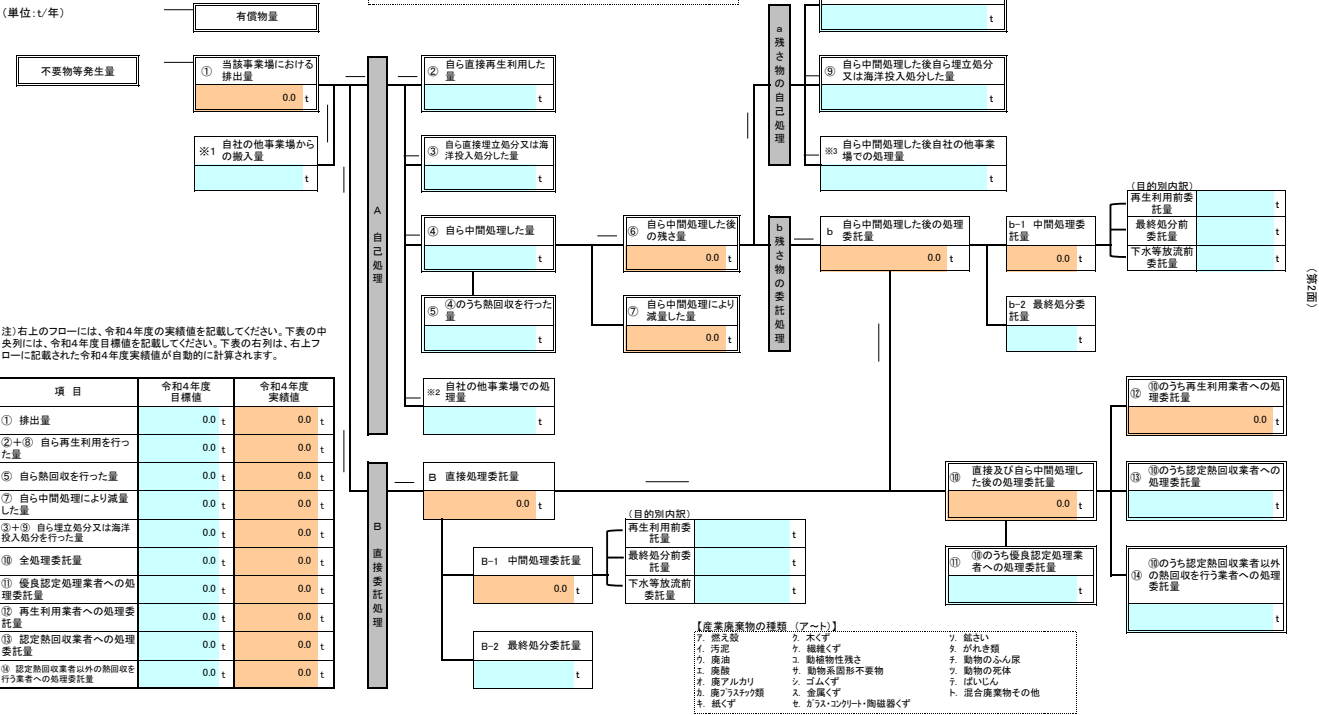 (単位:t/年)
有償物量
不要物等発生量
① 当該事業場における
排出量
0.0 t
※1 自社の他事業場から
の搬入量
t
A 自己処理
② 自ら直接再生利用した
量
t
③ 自ら直接埋立処分又は海
洋投入処分した量
t
④ 自ら中間処理した量
t
⑤ ④のうち熱回収を行った
量
t
※2 自社の他事業場での処
理量
t
⑥ 自ら中間処理した後
の残さ量
0.0 t
⑦ 自ら中間処理により
減量した量
0.0 t
a 残さ物の自己処理
t
⑨ 自ら中間処理した後自ら埋立処分
又は海洋投入処分した量
t
※3 自ら中間処理した後自社の他事業
場での処理量
t
b 残さ物の委託処理
b 自ら中間処理した後の処理
委託量
0.0 t
b-1 中間処理委
託量
0.0 t
(目的別内訳)
再生利用前委
託量
t
最終処分前
委託量
t
下水等放流前
委託量
t
b-2 最終処分委
託量
t
(第2面)
注)右上のフローには、令和4年度の実績値を記載してください。下表の中
央列には、令和4年度目標値を記載してください。下表の右列は、右上フ
ローに記載された令和4年度実績値が自動的に計算されます。
項 目 令和4年度
目標値 令和4年度
実績値
① 排出量 0.0 t 0.0 t
②+⑧ 自ら再生利用を行っ
た量 0.0 t 0.0 t
⑤ 自ら熱回収を行った量 0.0 t 0.0 t
⑦ 自ら中間処理により減量
した量 0.0 t 0.0 t
③+⑨ 自ら埋立処分又は海洋
投入処分を行った量 0.0 t 0.0 t
⑩ 全処理委託量 0.0 t 0.0 t
⑪ 優良認定処理業者への処
理委託量 0.0 t 0.0 t
⑫ 再生利用業者への処理委
託量 0.0 t 0.0 t
⑬ 認定熱回収業者への処理
委託量 0.0 t 0.0 t
⑭ 認定熱回収業者以外の熱回収を
行う業者への処理委託量 0.0 t 0.0 t
B 直接委託処理
B 直接処理委託量
0.0 t
B-1 中間処理委託量
0.0 t
(目的別内訳)
再生利用前委
託量
t
最終処分前委
託量
t
下水等放流前
委託量
t
B-2 最終処分委託量
t
⑩ 直接及び自ら中間処理し
た後の処理委託量
0.0 t
⑪ ⑩のうち優良認定処理業
者への処理委託量
t
⑫ ⑩のうち再生利用業者への処
理委託量
0.0 t
⑬ ⑩のうち認定熱回収業者への
処理委託量
t
⑭ ⑩のうち認定熱回収業者以外
の熱回収を行う業者への処理
委託量
t
【産業廃棄物の種類 (ア~ト)】
ア. 燃え殻 ク. 木くず ソ. 鉱さい
イ. 汚泥 ケ. 繊維くず タ. がれき類
ウ. 廃油 コ. 動植物性残さ チ. 動物のふん尿
エ. 廃酸 サ. 動物系固形不要物 ツ. 動物の死体
オ. 廃アルカリ シ. ゴムくず テ. ばいじん
カ. 廃プラスチック類 ス. 金属くず ト. 混合廃棄物その他
キ. 紙くず セ. ガラス・コンクリート・陶磁器くず